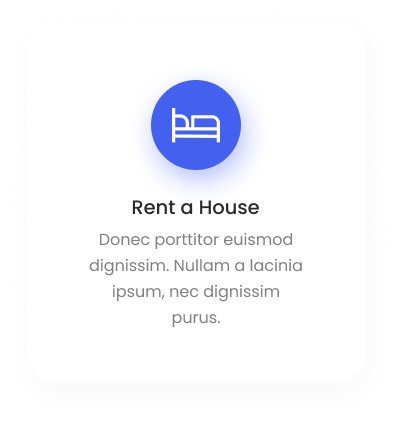 Rent a House
Donec porttitor euismod
dignissim. Nullam a lacinia
ipsum, nec dignissim
purus.